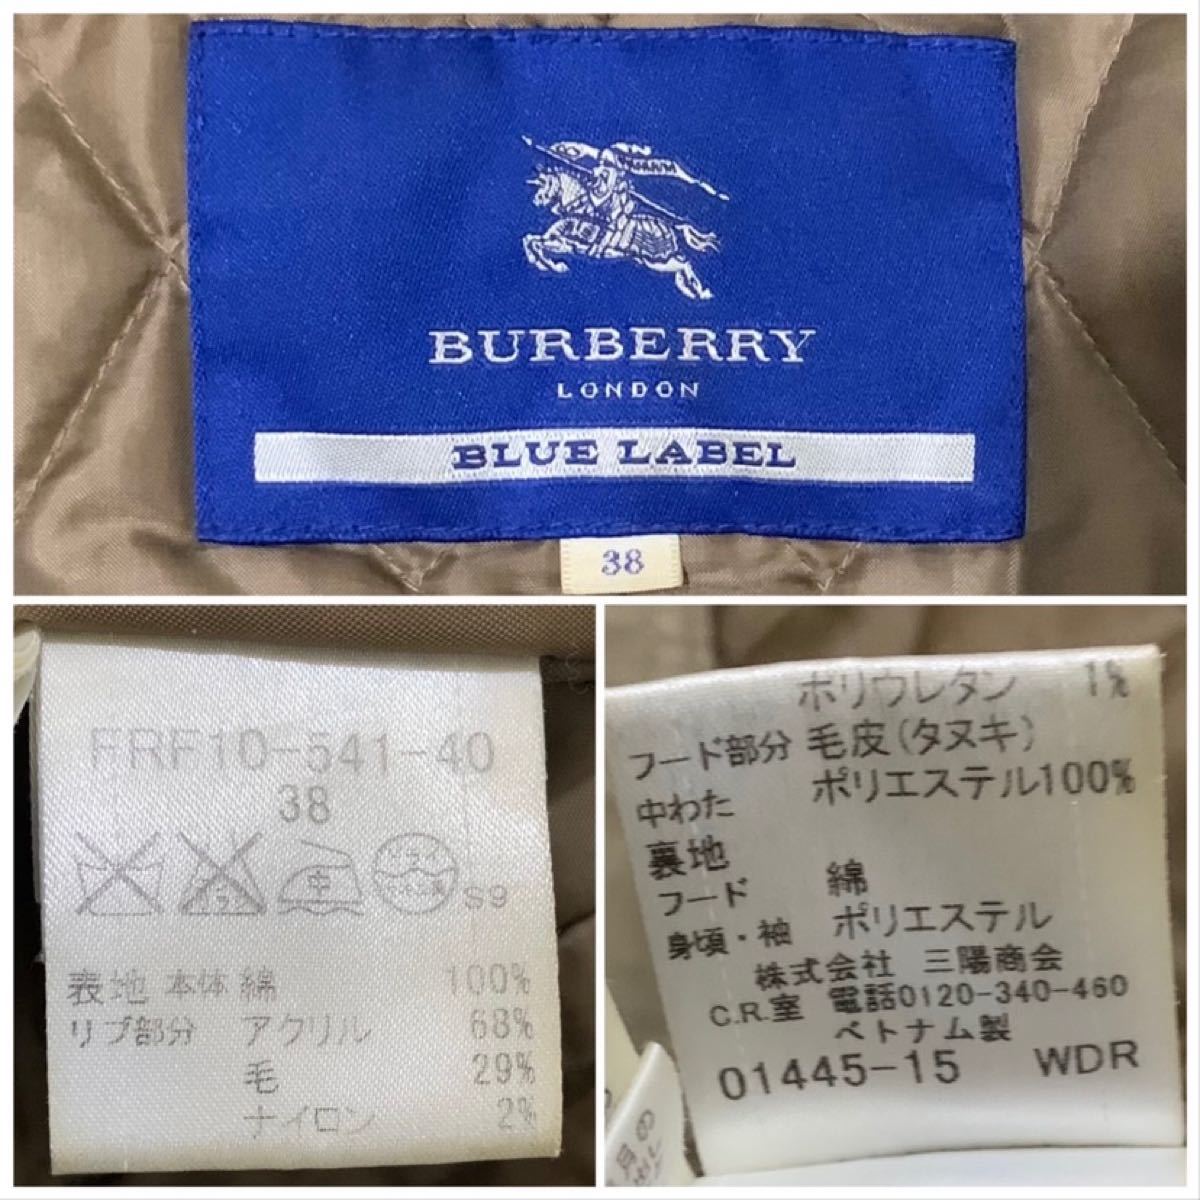 BURBERRY
LONDON
BLUE LABEL
38
FRF10-541-40
38
中
ドライ
S9
表地 本体 綿 100%
リブ部分 アクリル 68%
毛 29%
ナイロン 2%
ポリウレタン 1%
フード部分 毛皮(タヌキ)
中わた ポリエステル100%
裏地
フード 綿
身頃・袖 ポリエステル
株式会社 三陽商会
C.R.室 電話0120-340-460
ベトナム製
01445-15 WDR